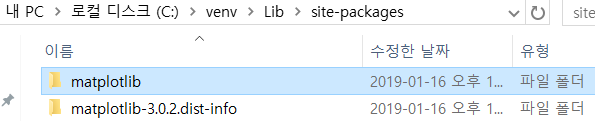 내 PC > 로컬 디스크 (C:) > venv > Lib > site-packages site
이름 수정한 날짜 유형
matplotlib 2019-01-16 오후 1... 파일 폴더
matplotlib-3.0.2.dist-info 2019-01-16 오후 1... 파일 폴더